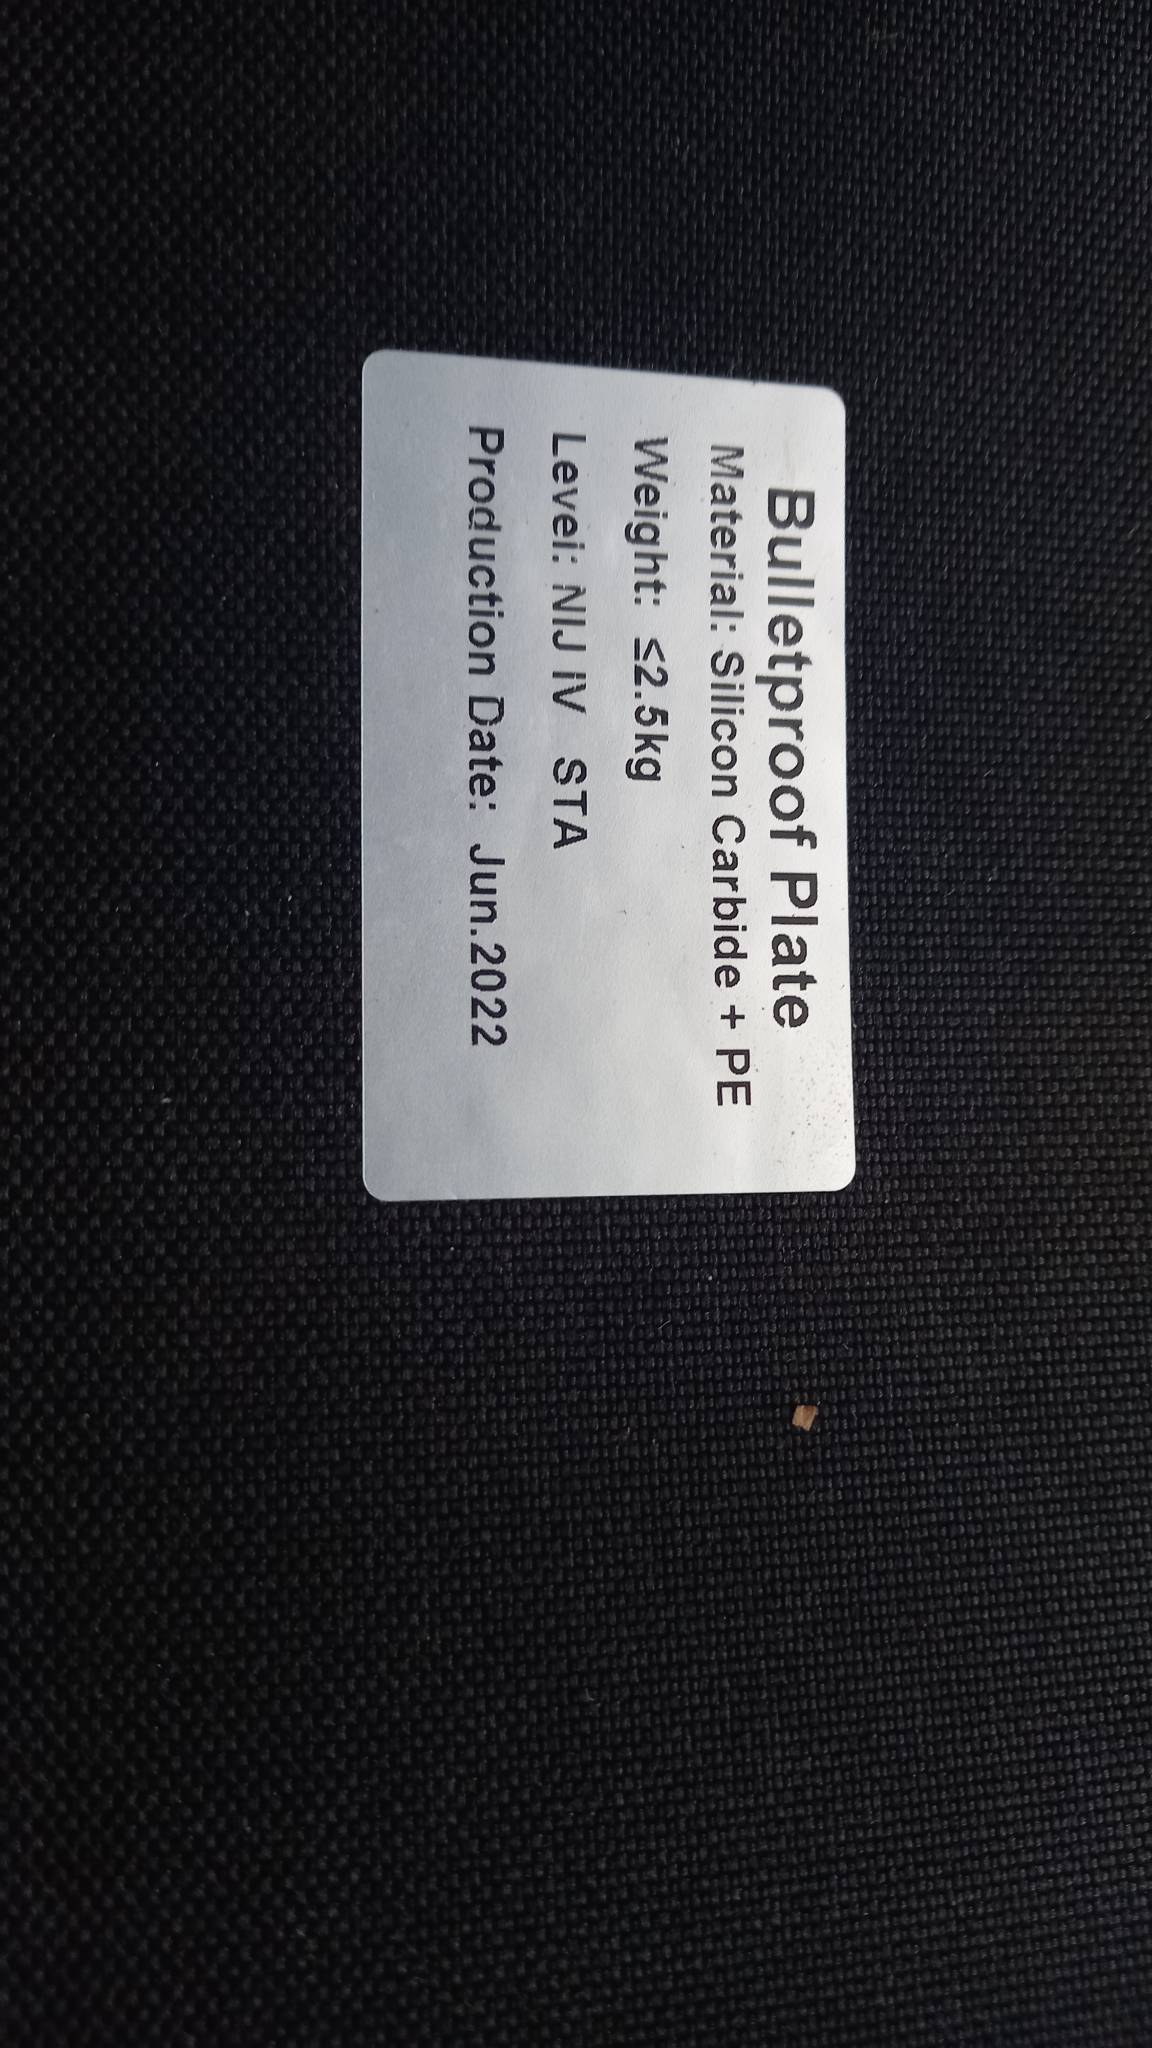 Bulletproof Plate
Material: Silicon Carbide + PE
Weight: ≤2.5kg
Level: NIJ IV STA
Production Date: Jun.2022